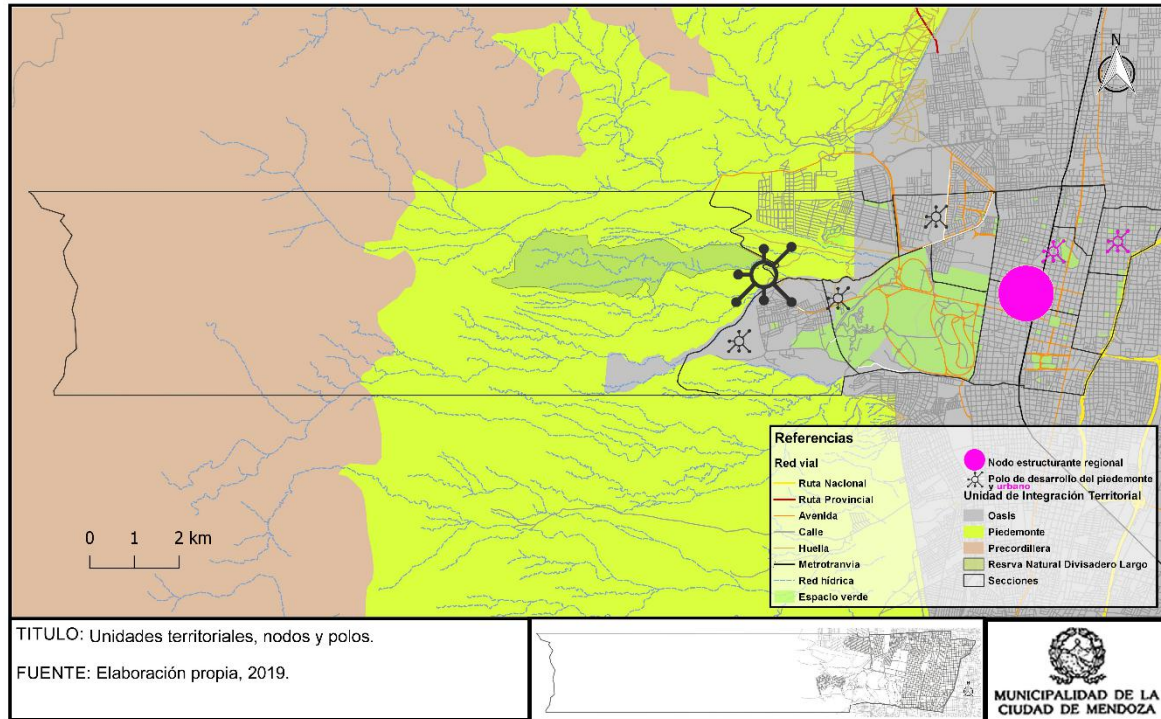 N
0 1 2 km
Referencias
Red vial
Ruta Nacional
Ruta Provincial
Avenida
Calle
Huella
Metrotranvia
Red hídrica
Espacio verde
Nodo estructurante regional
Polo de desarrollo del piedemonte
y urbano
Unidad de Integración Territorial
Oasis
Piedemonte
Precordillera
Resrva Natural Divisadero Largo
Secciones
TITULO: Unidades territoriales, nodos y polos.
FUENTE: Elaboración propia, 2019.
MUNICIPALIDAD DE LA
CIUDAD DE MENDOZA